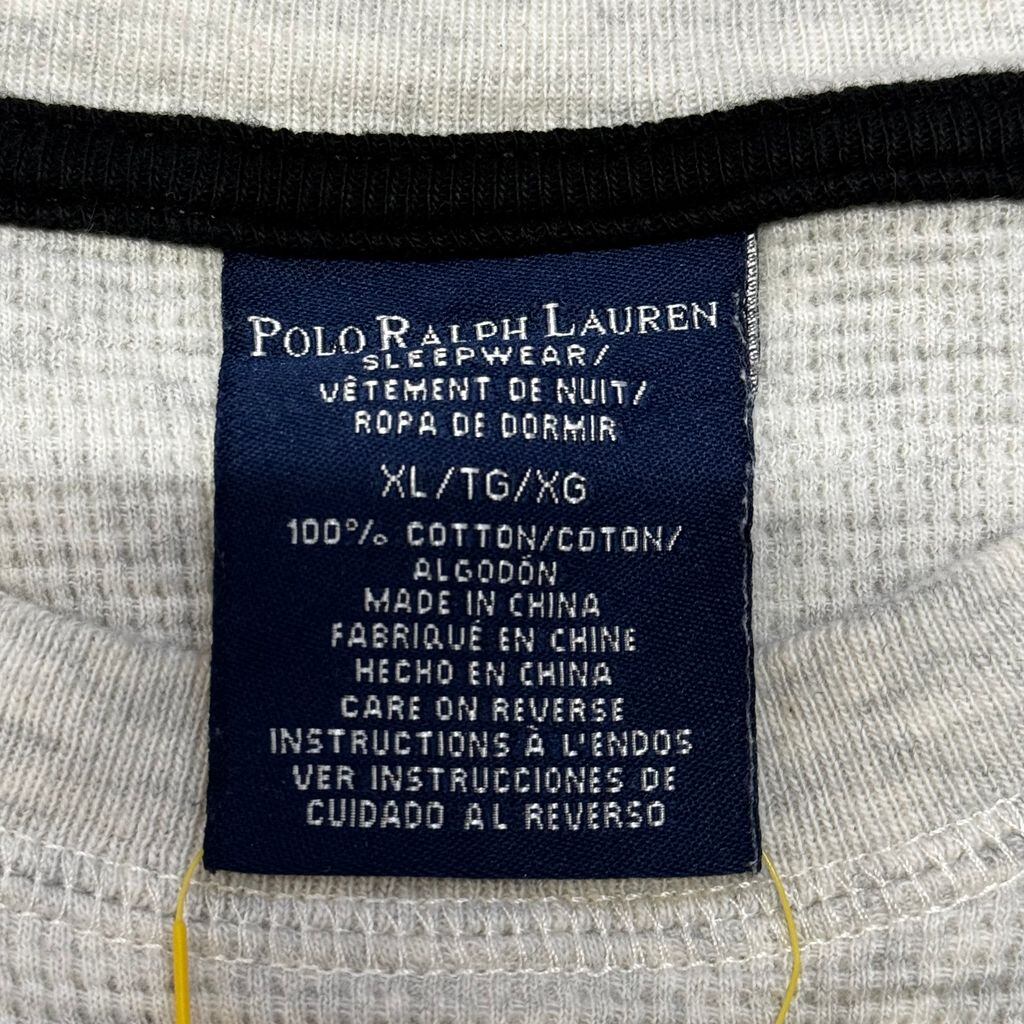 POLO RALPH LAUREN
SLEEPWEAR/
VÊTEMENT DE NUIT/
ROPA DE DORMIR
XL/TG/XG
100% COTTON/COTON/
ALGODÓN
MADE IN CHINA
FABRIQUÉ EN CHINE
HECHO EN CHINA
CARE ON REVERSE
INSTRUCTIONS À L'ENDOS
VER INSTRUCCIONES DE
CUIDADO AL REVERSO